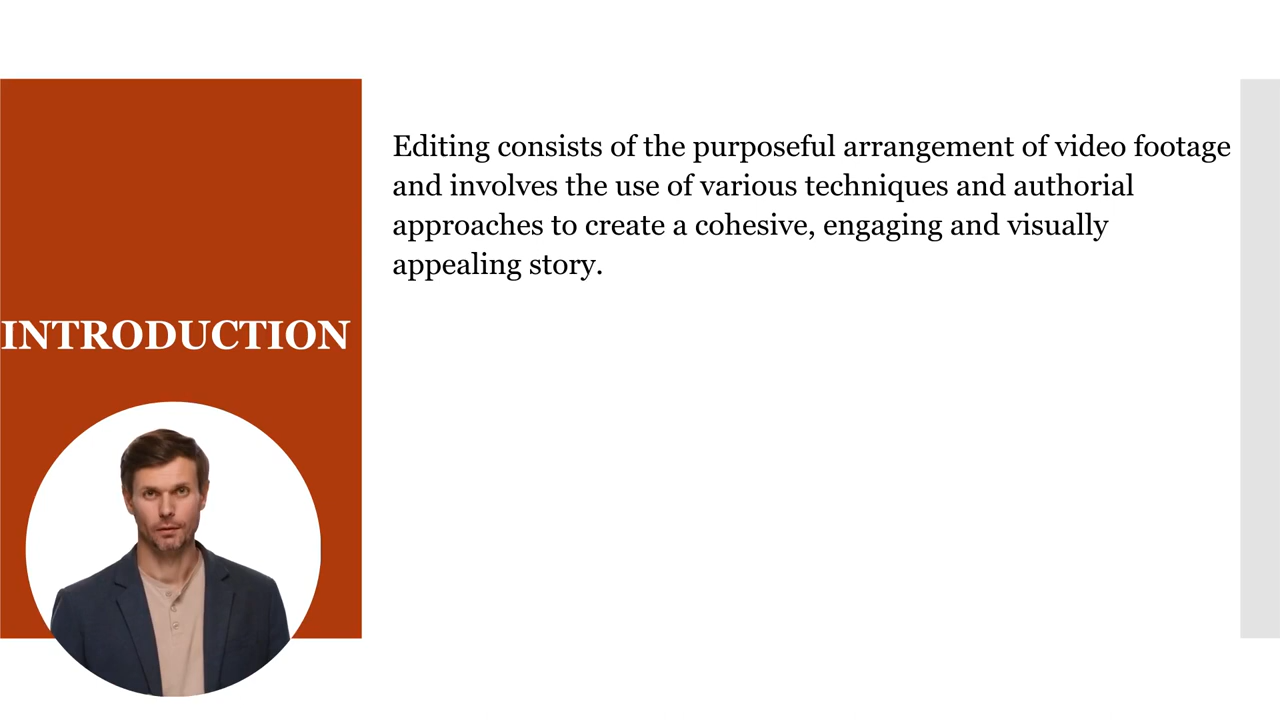 INTRODUCTION
Editing consists of the purposeful arrangement of video footage
and involves the use of various techniques and authorial
approaches to create a cohesive, engaging and visually
appealing story.